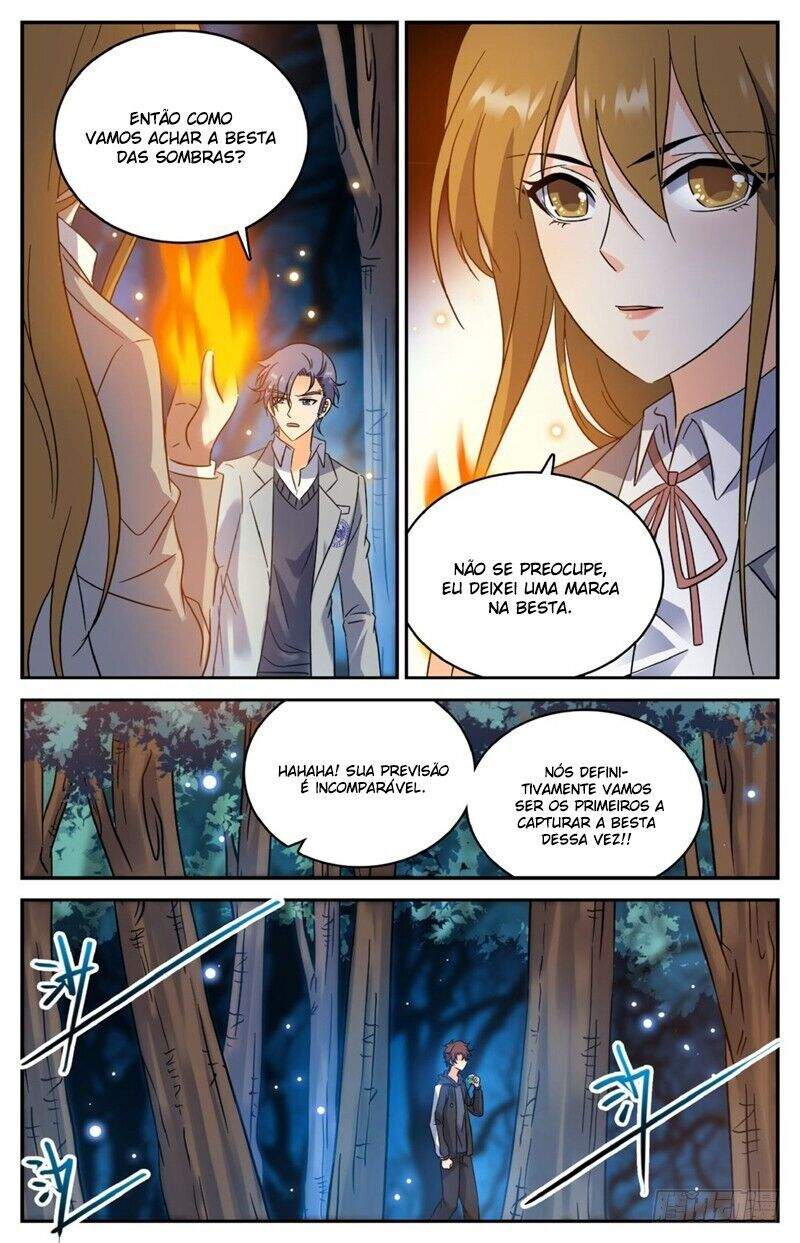 ENTÃO COMO
VAMOS ACHAR A BESTA
DAS SOMBRAS?
NÃO SE PREOCUPE,
EU DEIXEI UMA MARCA
NA BESTA.
HAHAHA! SUA PREVISÃO
É INCOMPARÁVEL.
NÓS DEFINI-
TIVAMENTE VAMOS
SER OS PRIMEIROS A
CAPTURAR A BESTA
DESSA VEZ!!